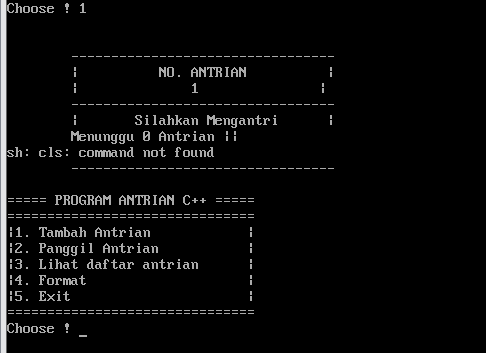 Choose ! 1
---------------------------------
¦ NO. ANTRIAN ¦
¦ 1 ¦
---------------------------------
¦ Silahkan Mengantri ¦
Menunggu 0 Antrian ¦¦
sh: cls: command not found
---------------------------------
===== PROGRAM ANTRIAN C++ =====
===============================
¦1. Tambah Antrian ¦
¦2. Panggil Antrian ¦
¦3. Lihat daftar antrian ¦
¦4. Format ¦
¦5. Exit ¦
===============================
Choose ! _